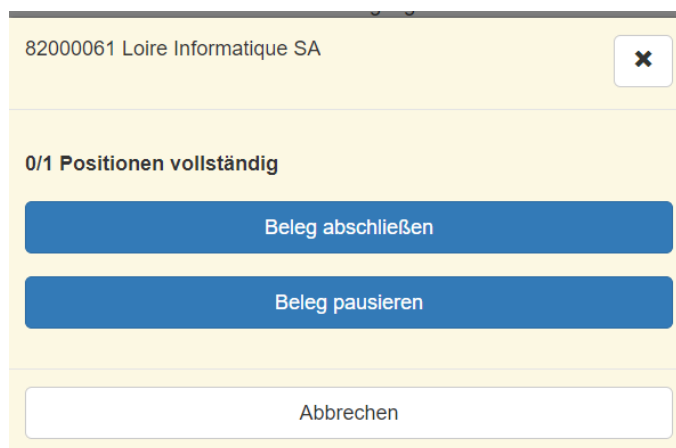 82000061 Loire Informatique SA
0/1 Positionen vollständig
Beleg abschließen
Beleg pausieren
Abbrechen